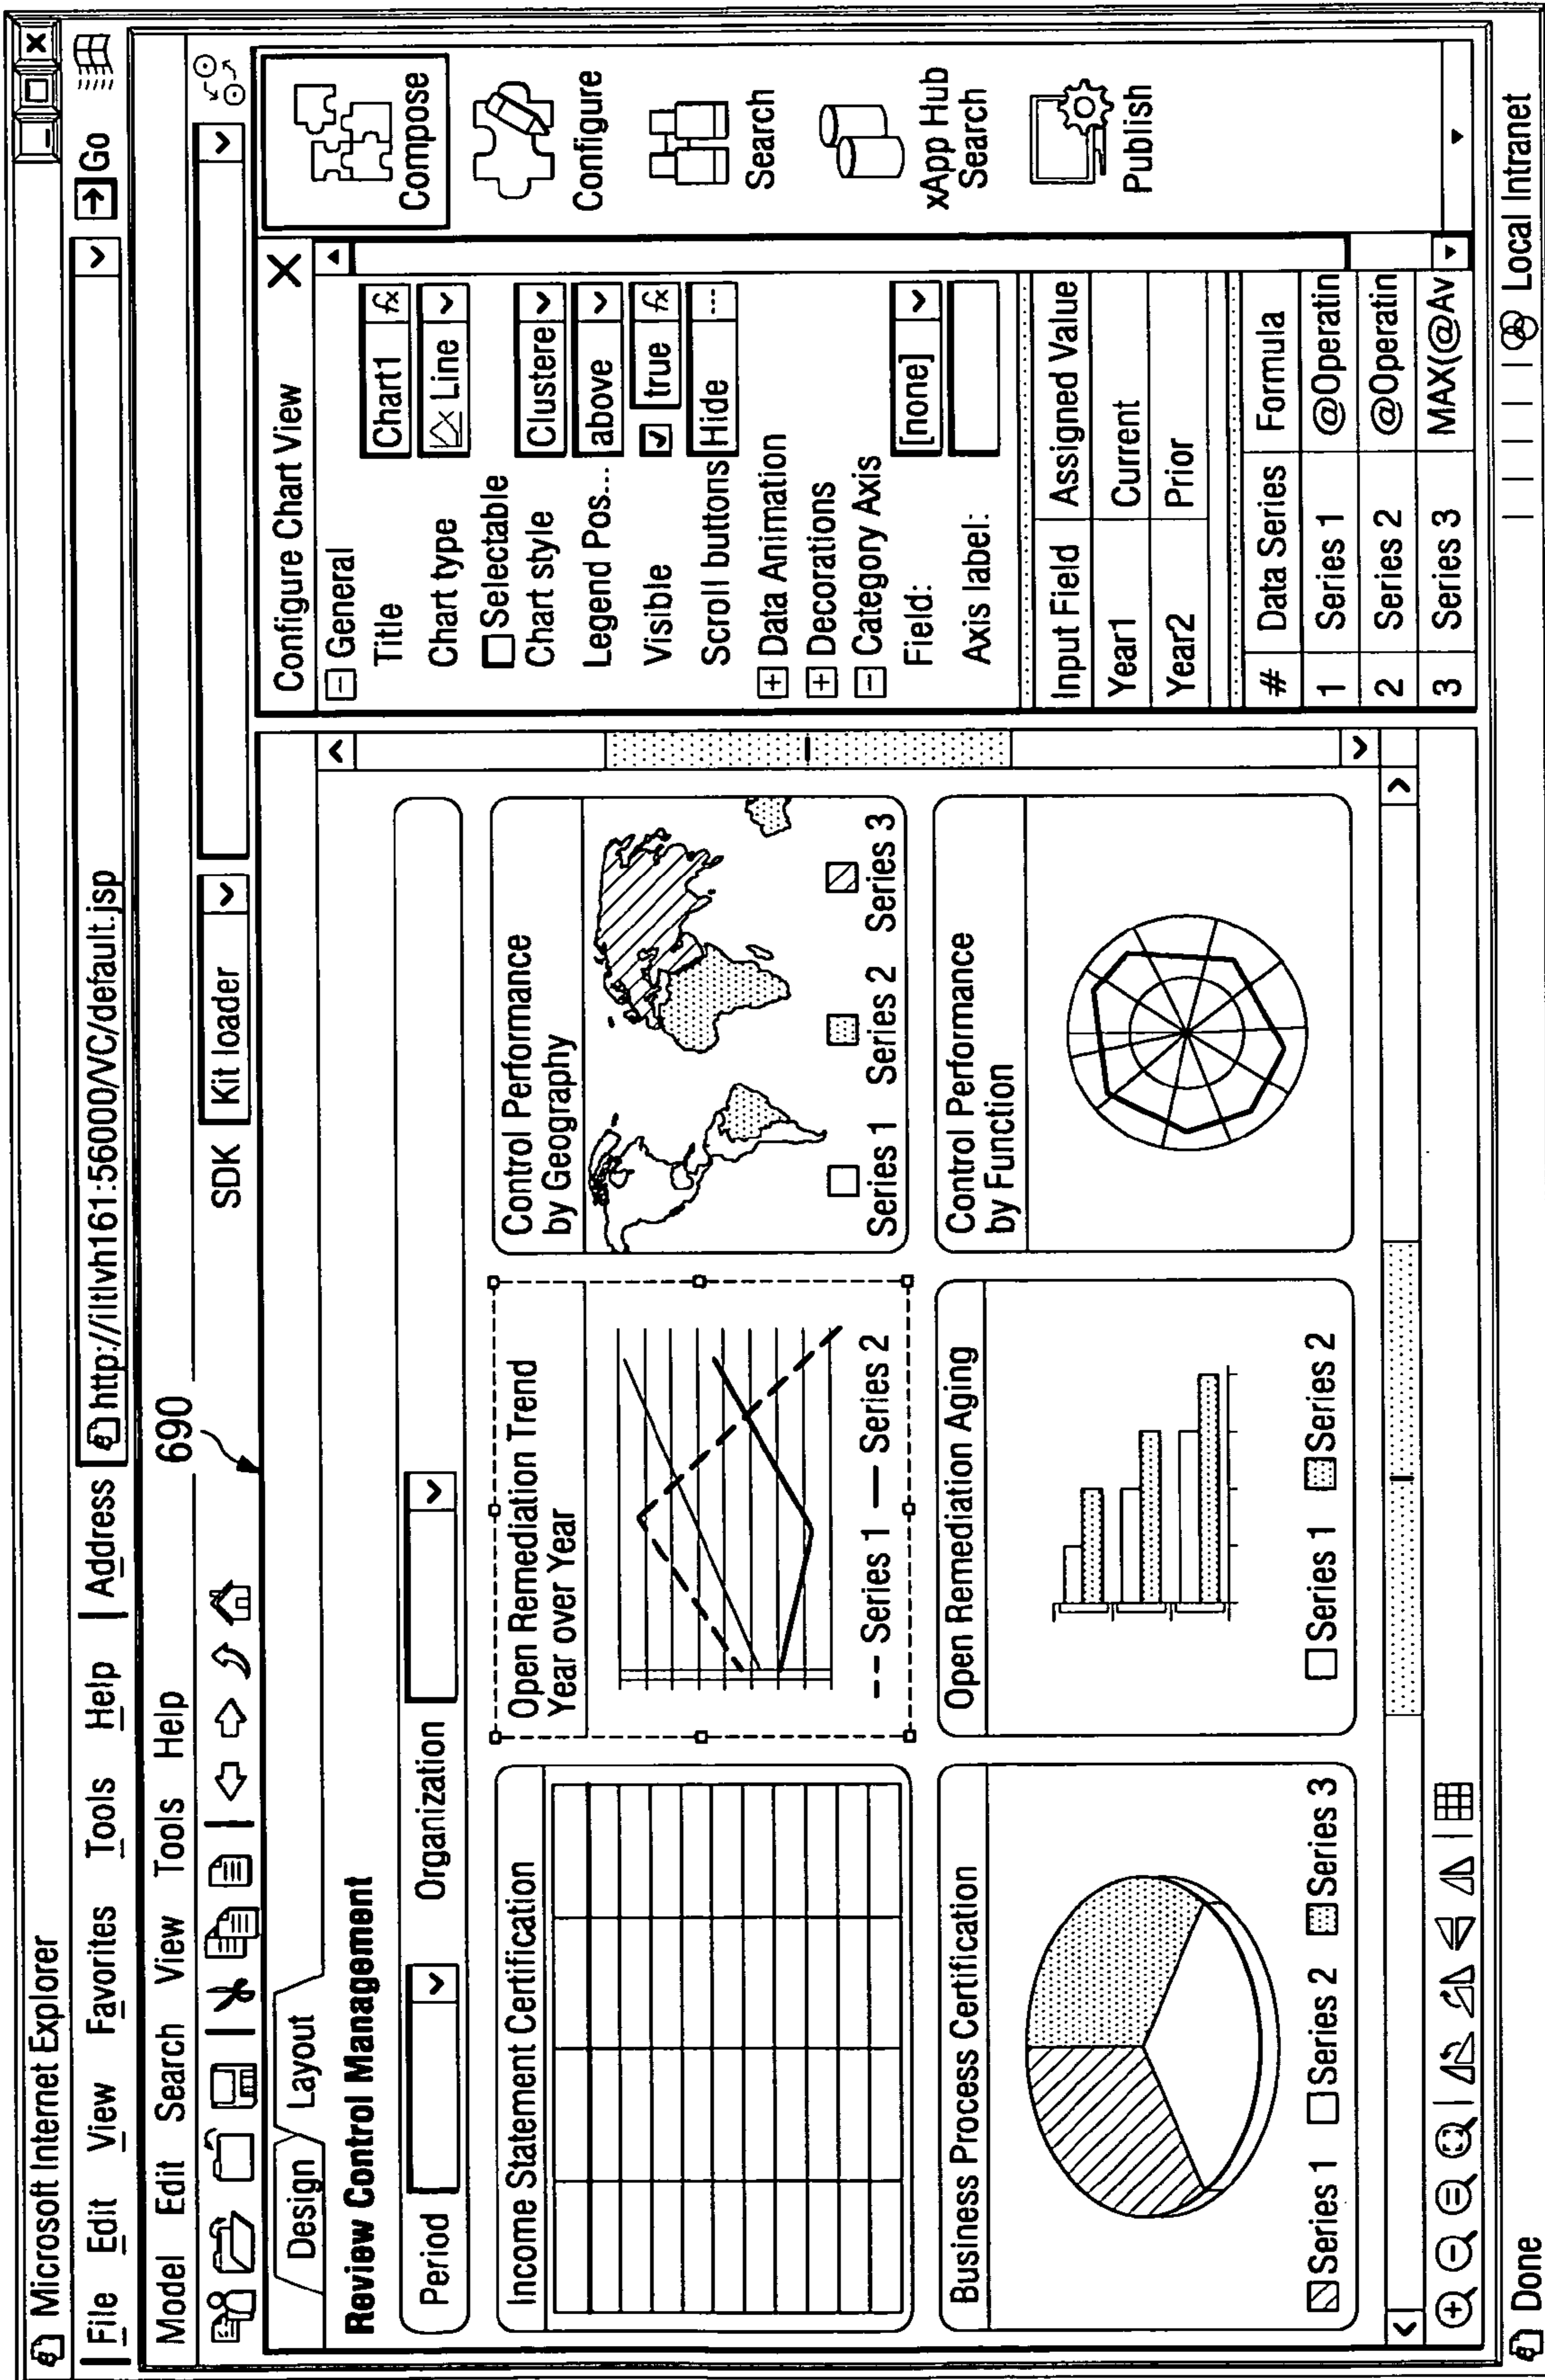 Microsoft Internet Explorer
File Edit View Favorites Tools Help Address http://iltlvh161:56000/VC/default.jsp Go
690
Model Edit Search View Tools Help
SDK Kit loader
Design Layout
Review Control Management
Period Organization
Income Statement Certification
Open Remediation Trend
Year over Year
Series 1 Series 2
Control Performance
by Geography
Series 1 Series 2 Series 3
Business Process Certification
Series 1 Series 2 Series 3
Open Remediation Aging
Series 1 Series 2
Control Performance
by Function
Configure Chart View
General
Title Chart1 fx
Chart type Line
Selectable
Chart style Clustere
Legend Pos... above
Visible true fx
Scroll buttons Hide ....
Data Animation
Decorations
Category Axis
Field: [none]
Axis label:
Input Field Assigned Value
Year1 Current
Year2 Prior
# Data Series Formula
1 Series 1 @Operatin
2 Series 2 @Operatin
3 Series 3 MAX(@Av
Compose
Configure
Search
xApp Hub
Search
Publish
Done Local Intranet